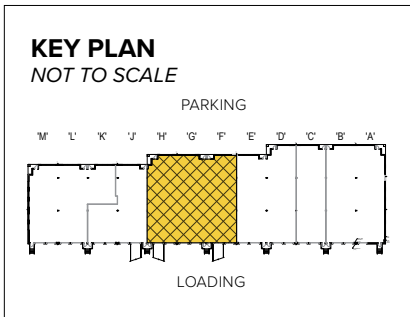 KEY PLAN
NOT TO SCALE
PARKING
'M' 'L' 'K' 'J' 'H' 'G' 'F' 'E' 'D' 'C' 'B' 'A'
LOADING